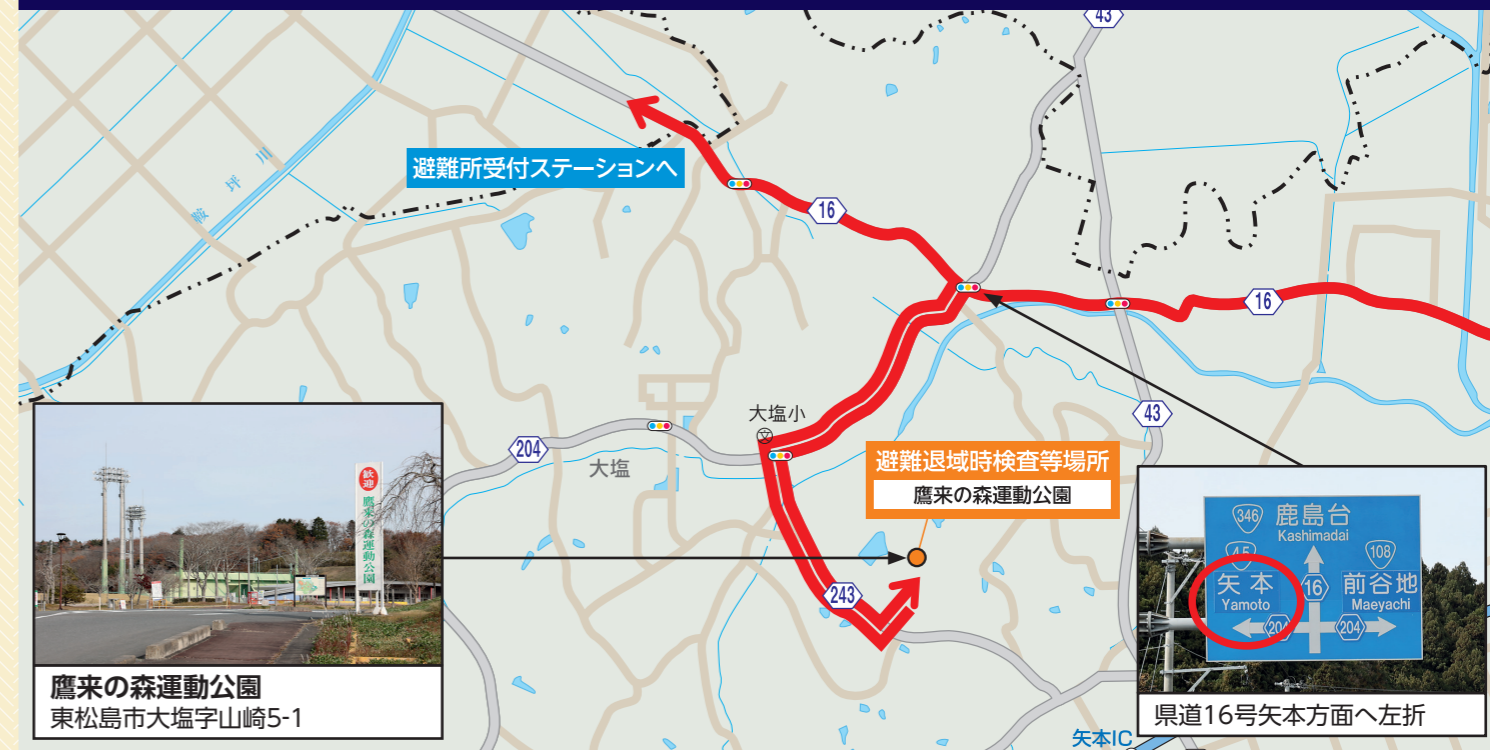 43
避難所受付ステーションへ
鞍坪川
16
16
大塩小
文
43
204
大塩
避難退域時検査等場所
鷹来の森運動公園
243
歓迎
鷹来の森運動公園
346 鹿島台
Kashimadai
45
108
矢本
Yamoto
16
前谷地
Maeyachi
204
204
鷹来の森運動公園
東松島市大塩字山崎5-1
県道16号矢本方面へ左折
矢本IC